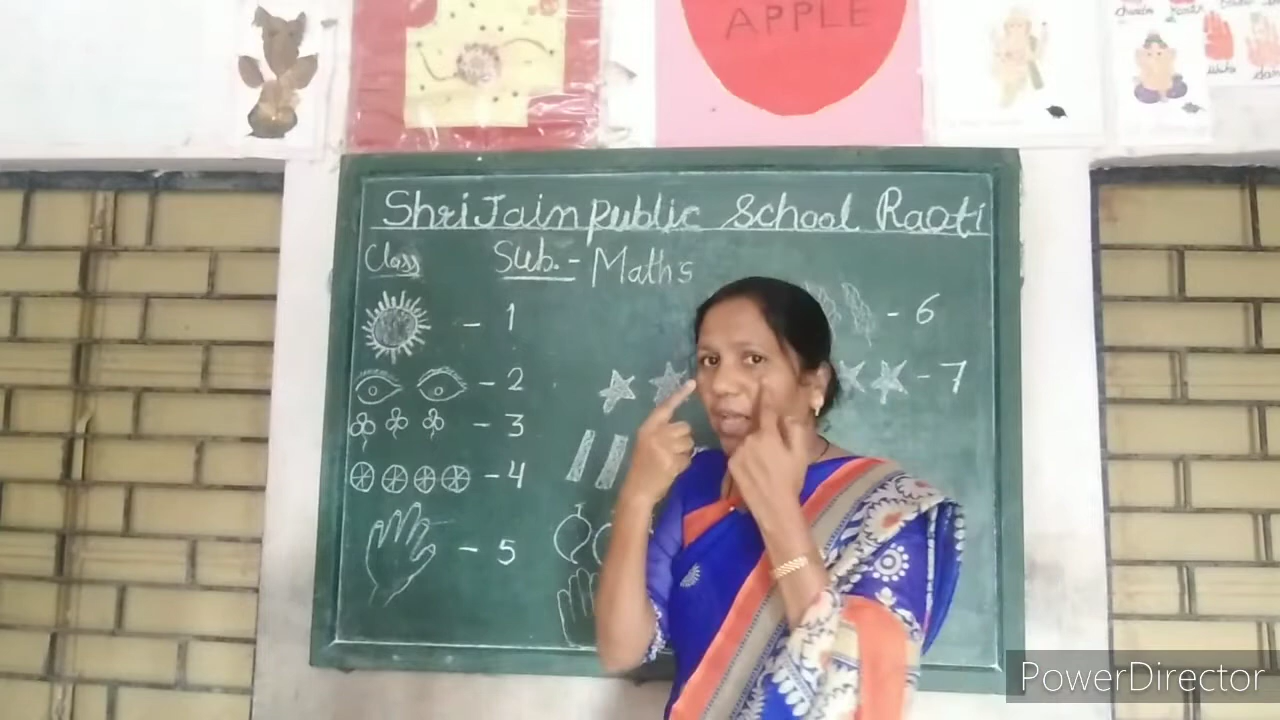 APPLE
Shri Jain Public School Raoti
Class
Sub.- Maths
- 1
- 2
- 3
- 4
- 5
- 6
- 7
PowerDirector